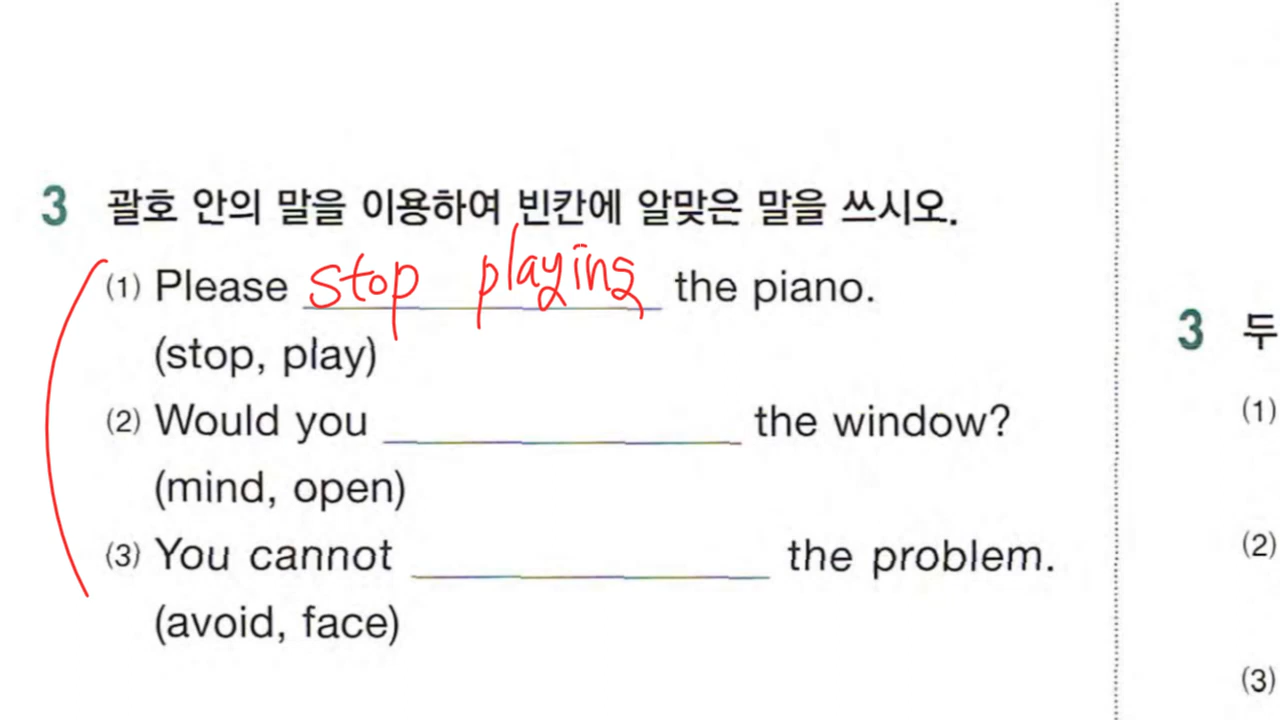 3 괄호 안의 말을 이용하여 빈칸에 알맞은 말을 쓰시오.
(1) Please stop playing the piano.
(stop, play)
(2) Would you the window?
(mind, open)
(3) You cannot the problem.
(avoid, face)
3 두
(1)
(2)
(3)